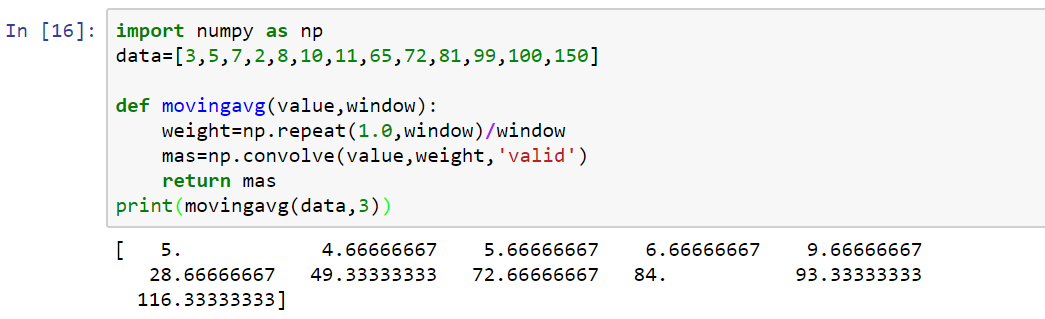 In [16]: import numpy as np
data=[3,5,7,2,8,10,11,65,72,81,99,100,150]
def movingavg(value,window):
    weight=np.repeat(1.0,window)/window
    mas=np.convolve(value,weight,'valid')
    return mas
print(movingavg(data,3))
[   5.            4.66666667    5.66666667    6.66666667    9.66666667
   28.66666667   49.33333333   72.66666667   84.           93.33333333
  116.33333333]